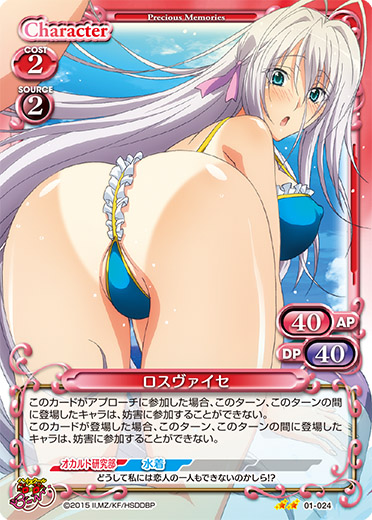 Precious Memories
Character
COST
2
SOURCE
2
40 AP
DP 40
ロスヴァイセ
このカードがアプローチに参加した場合、このターン、このターンの間
に登場したキャラは、妨害に参加することができない。
このカードが登場した場合、このターン、このターンの間に登場した
キャラは、妨害に参加することができない。
オカルト研究部 水着
どうして私には恋人の一人もできないのかしら!?
©2015 II,MZ/KF/HSDDBP
01-024